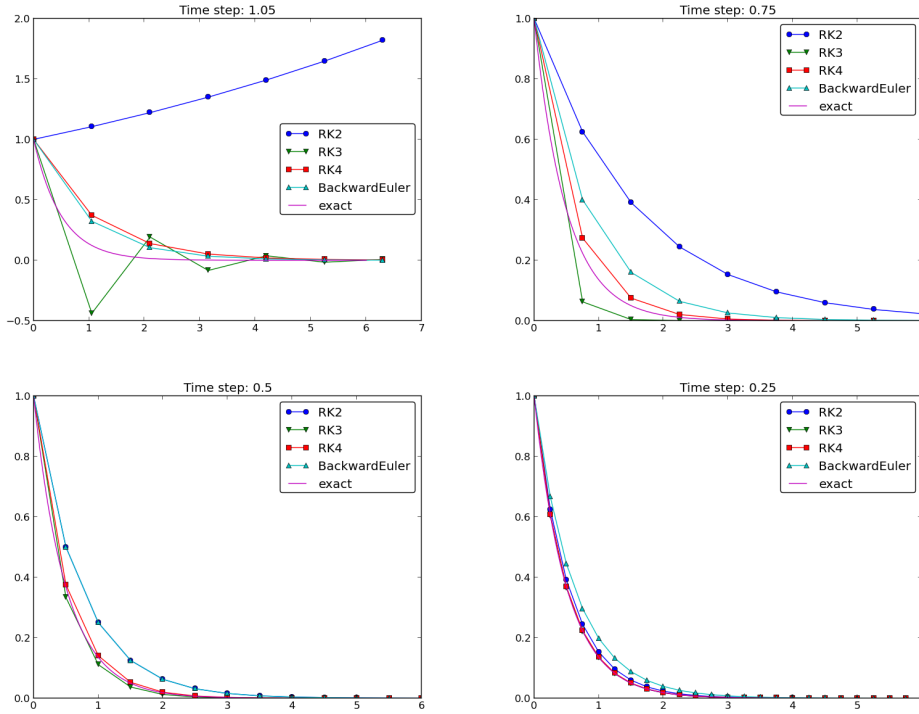 Time step: 1.05
2.0
1.5
1.0
0.5
0.0
−0.5
0 1 2 3 4 5 6 7
RK2
RK3
RK4
BackwardEuler
exact
Time step: 0.75
1.0
0.8
0.6
0.4
0.2
0.0
0 1 2 3 4 5
RK2
RK3
RK4
BackwardEuler
exact
Time step: 0.5
1.0
0.8
0.6
0.4
0.2
0.0
0 1 2 3 4 5 6
RK2
RK3
RK4
BackwardEuler
exact
Time step: 0.25
1.0
0.8
0.6
0.4
0.2
0.0
0 1 2 3 4 5
RK2
RK3
RK4
BackwardEuler
exact